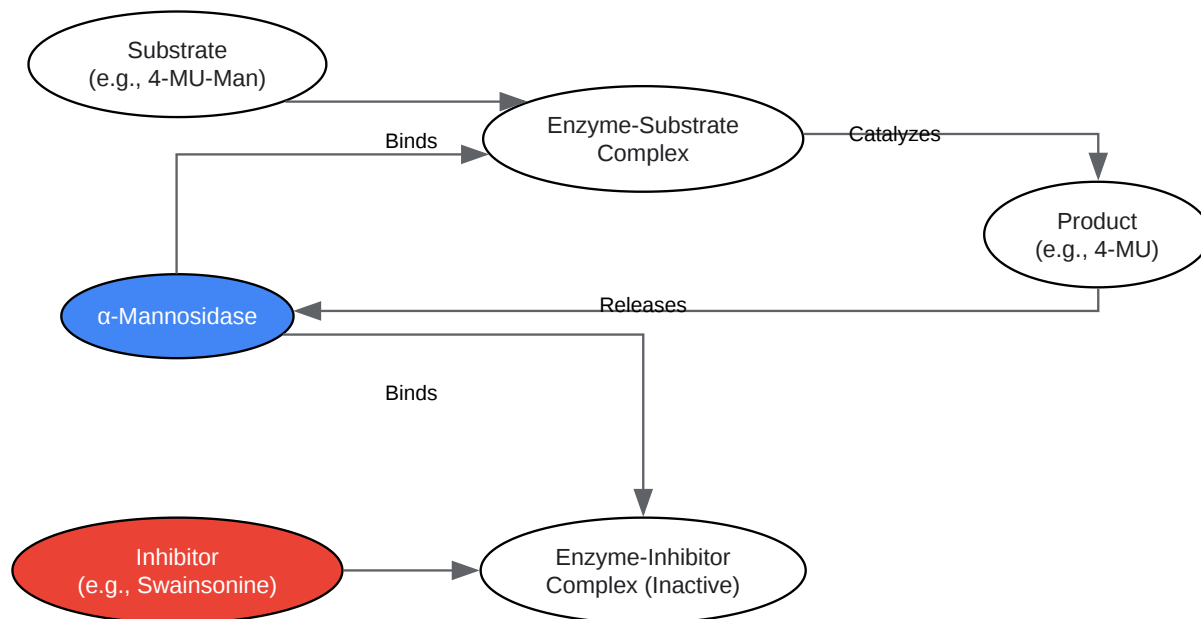 Substrate
(e.g., 4-MU-Man)
Enzyme-Substrate
Complex
Catalyzes
Binds
Product
(e.g., 4-MU)
α-Mannosidase
Releases
Binds
Inhibitor
(e.g., Swainsonine)
Enzyme-Inhibitor
Complex (Inactive)